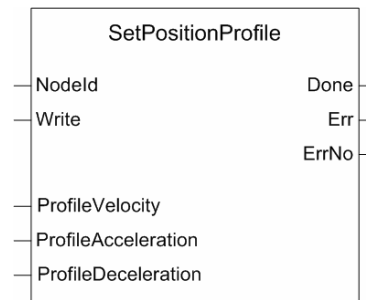 SetPositionProfile
NodeId Done
Write Err
ErrNo
ProfileVelocity
ProfileAcceleration
ProfileDeceleration